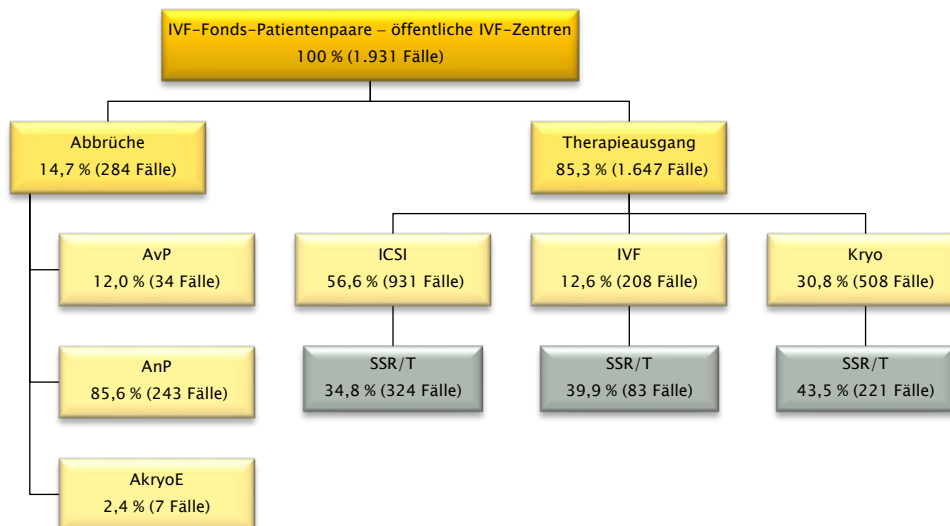 IVF-Fonds-Patientenpaare – öffentliche IVF-Zentren
100 % (1.931 Fälle)
Abbrüche
14,7 % (284 Fälle)
Therapieausgang
85,3 % (1.647 Fälle)
AvP
12,0 % (34 Fälle)
ICSI
56,6 % (931 Fälle)
IVF
12,6 % (208 Fälle)
Kryo
30,8 % (508 Fälle)
AnP
85,6 % (243 Fälle)
SSR/T
34,8 % (324 Fälle)
SSR/T
39,9 % (83 Fälle)
SSR/T
43,5 % (221 Fälle)
AkryoE
2,4 % (7 Fälle)